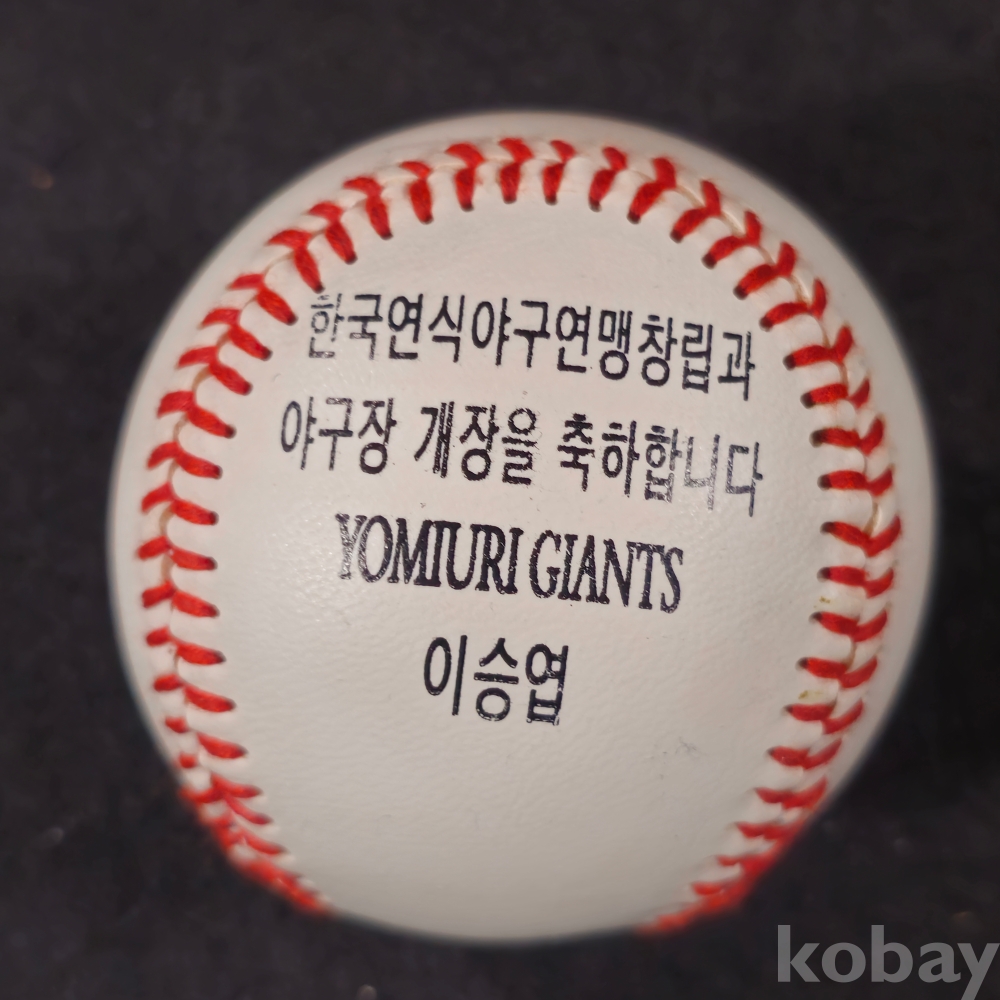 한국연식야구연맹창립과
야구장 개장을 축하합니다
YOMIURI GIANTS
이승엽
kobay